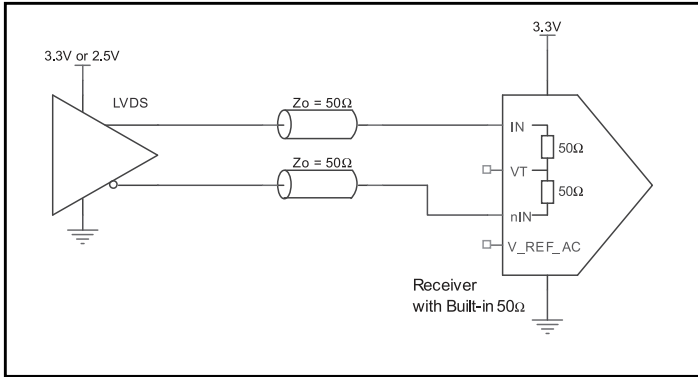 3.3V
3.3V or 2.5V
LVDS
Zo = 50Ω
IN
50Ω
Zo = 50Ω
VT
50Ω
nIN
V_REF_AC
Receiver
with Built-in 50Ω